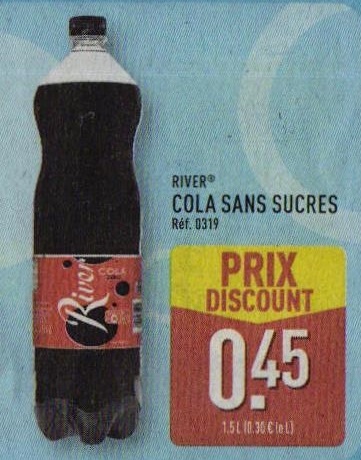 River
COLA
RIVER®
COLA SANS SUCRES
Réf. 0319
PRIX
DISCOUNT
0.45
1.5 L (0.30 € le L)